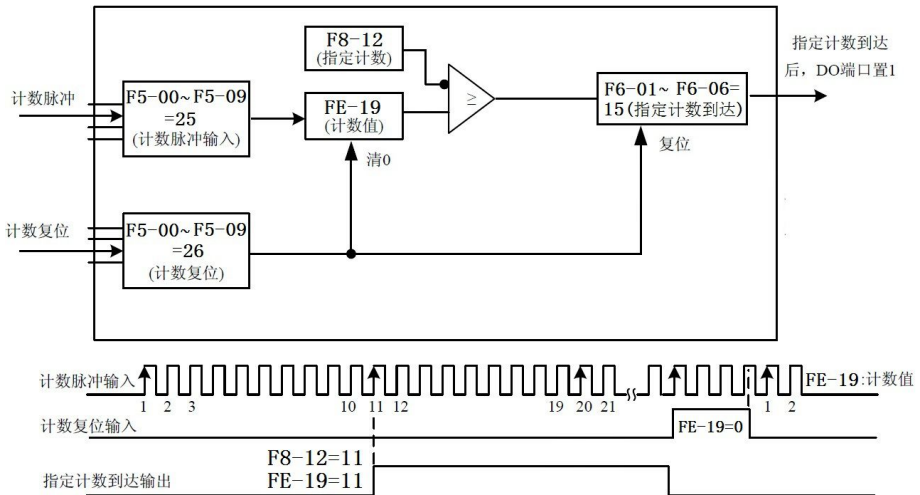 F8-12
(指定计数)
指定计数到达
后，DO端口置1
计数脉冲
F5-00~F5-09
=25
(计数脉冲输入)
FE-19
(计数值)
≥
F6-01~F6-06=
15(指定计数到达)
清0
复位
计数复位
F5-00~F5-09
=26
(计数复位)
计数脉冲输入
FE-19:计数值
1 2 3 10 11 12 19 20 21 1 2
计数复位输入
FE-19=0
F8-12=11
FE-19=11
指定计数到达输出